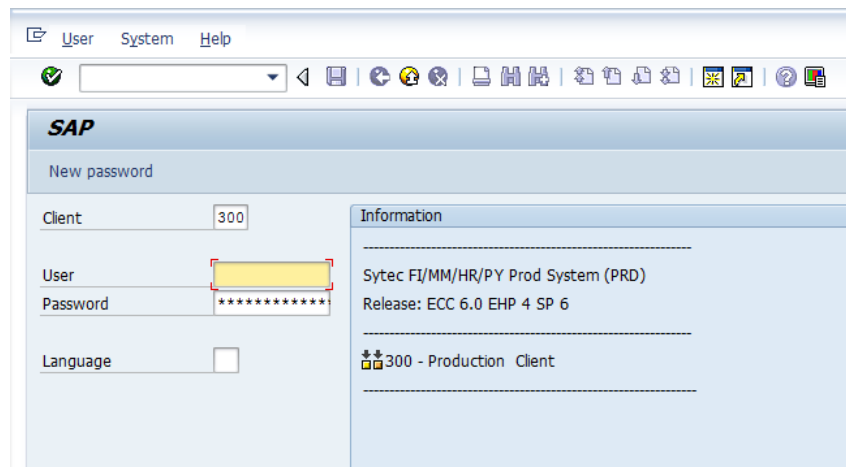 User System Help
SAP
New password
Client 300
Information
User
Sytec FI/MM/HR/PY Prod System (PRD)
Password ************
Release: ECC 6.0 EHP 4 SP 6
Language
300 - Production Client